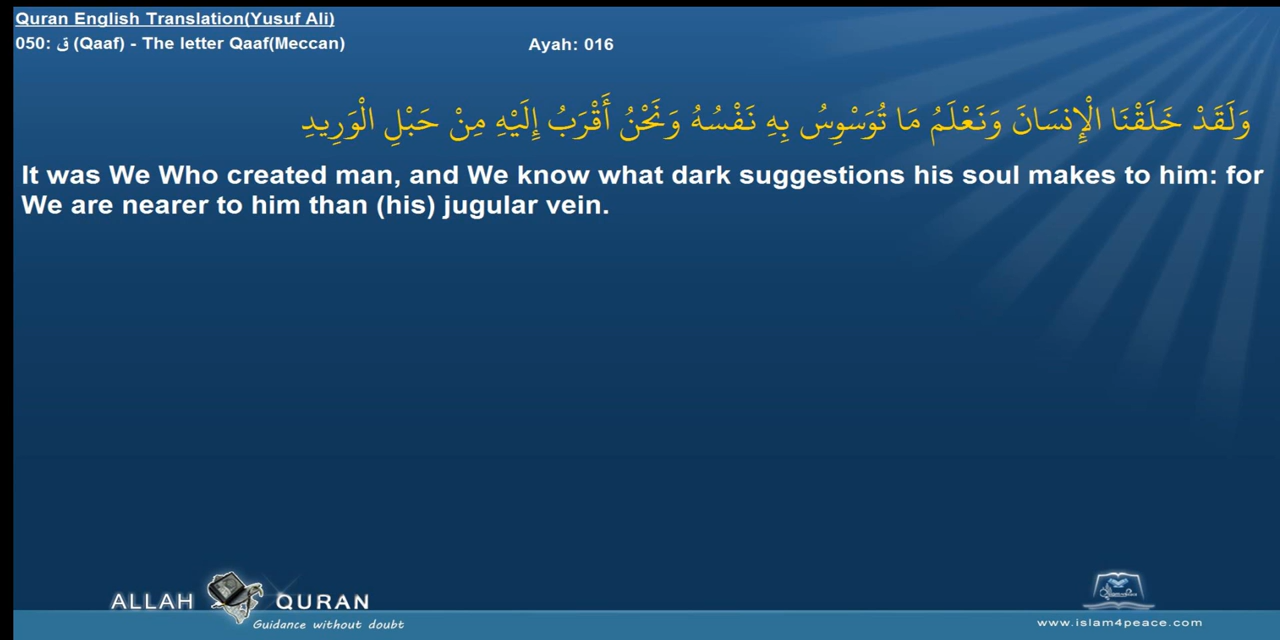 Quran English Translation(Yusuf Ali)
050: ق (Qaaf) - The letter Qaaf(Meccan) Ayah: 016
وَلَقَدْ خَلَقْنَا الْإِنسَانَ وَنَعْلَمُ مَا تُوَسْوِسُ بِهِ نَفْسُهُ وَنَحْنُ أَقْرَبُ إِلَيْهِ مِنْ حَبْلِ الْوَرِيدِ
It was We Who created man, and We know what dark suggestions his soul makes to him: for
We are nearer to him than (his) jugular vein.
ALLAH QURAN
Guidance without doubt
www.islam4peace.com